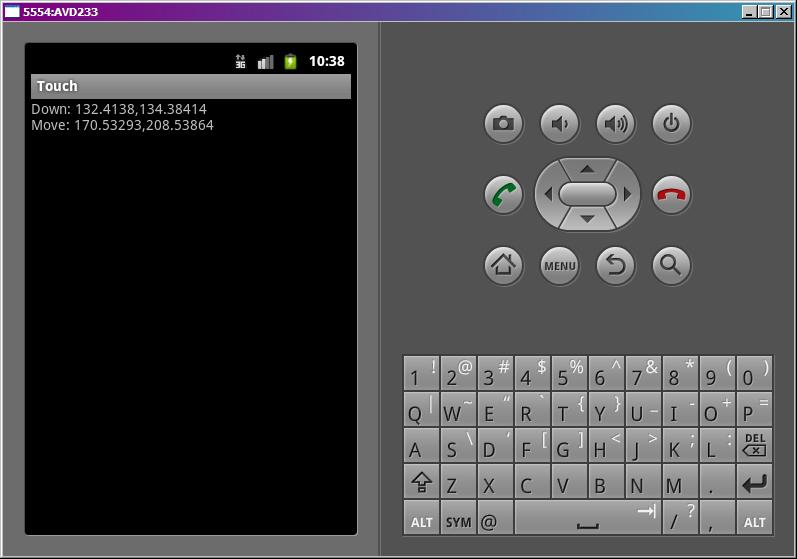 5554:AVD233
3G 10:38
Touch
Down: 132.4138,134.38414
Move: 170.53293,208.53864
MENU
1 ! 2 @ 3 # 4 $ 5 % 6 ^ 7 & 8 * 9 ( 0 )
Q | W ~ E “ R ` T { Y } U _ I - O + P =
A S \ D ‘ F [ G ] H < J > K ; L : DEL
Z X C V B N M .
ALT SYM @ / ? , ALT